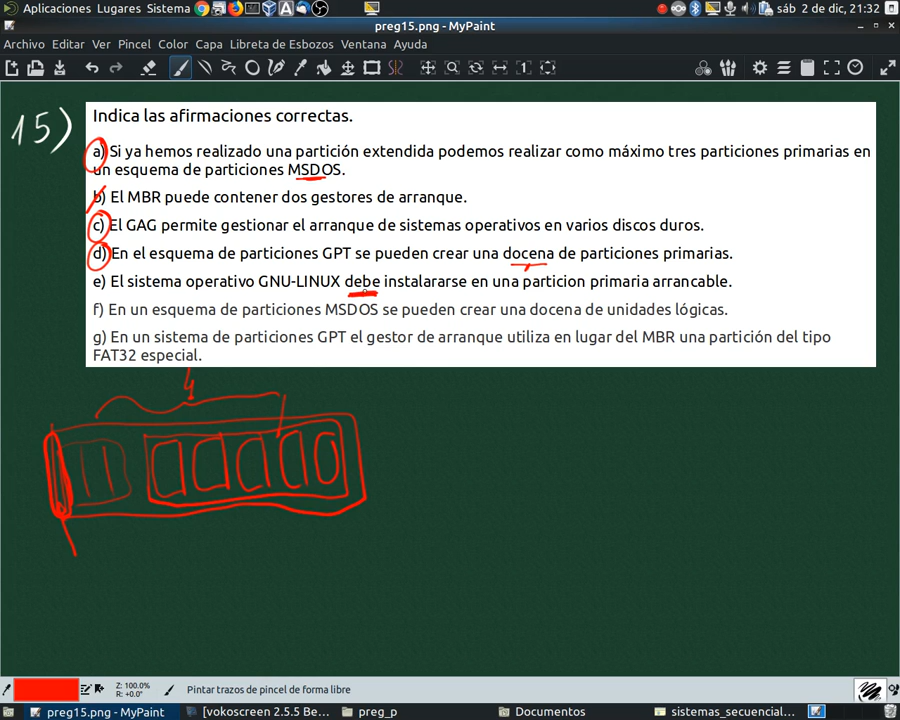 Aplicaciones Lugares Sistema
sáb 2 de dic, 21:32
preg15.png - MyPaint
Archivo Editar Ver Pincel Color Capa Libreta de Esbozos Ventana Ayuda
15)
Indica las afirmaciones correctas.
a) Si ya hemos realizado una partición extendida podemos realizar como máximo tres particiones primarias en
un esquema de particiones MSDOS.
b) El MBR puede contener dos gestores de arranque.
c) El GAG permite gestionar el arranque de sistemas operativos en varios discos duros.
d) En el esquema de particiones GPT se pueden crear una docena de particiones primarias.
e) El sistema operativo GNU-LINUX debe instalararse en una particion primaria arrancable.
f) En un esquema de particiones MSDOS se pueden crear una docena de unidades lógicas.
g) En un sistema de particiones GPT el gestor de arranque utiliza en lugar del MBR una partición del tipo
FAT32 especial.
4
Z: 100.0%
R: +0.0°
Pintar trazos de pincel de forma libre
preg15.png - MyPaint
[vokoscreen 2.5.5 Be...
preg_p
Documentos
sistemas_secuencial...